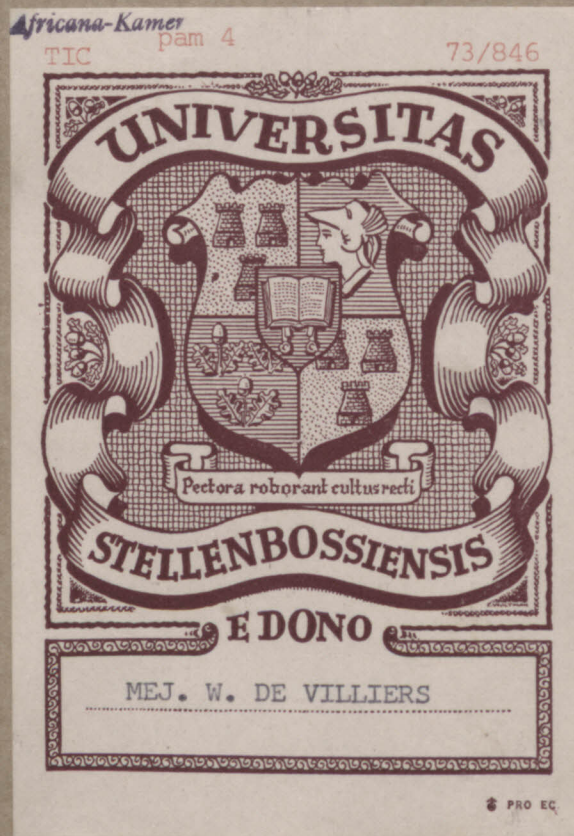 Africana-Kamer
pam 4
TIC 73/846
UNIVERSITAS
Pectora roborant cultus recti
STELLENBOSSIENSIS
E DONO
MEJ. W. DE VILLIERS
PRO EC